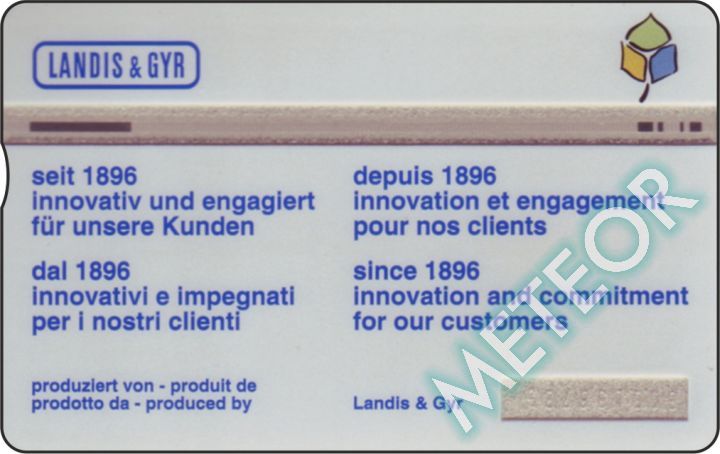 LANDIS & GYR
seit 1896
innovativ und engagiert
für unsere Kunden
depuis 1896
innovation et engagement
pour nos clients
dal 1896
innovativi e impegnati
per i nostri clienti
since 1896
innovation and commitment
for our customers
produziert von - produit de
prodotto da - produced by
Landis & Gyr
METEOR